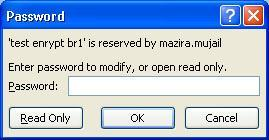 Password
'test enrypt br1' is reserved by mazira.mujail
Enter password to modify, or open read only.
Password:
Read Only OK Cancel